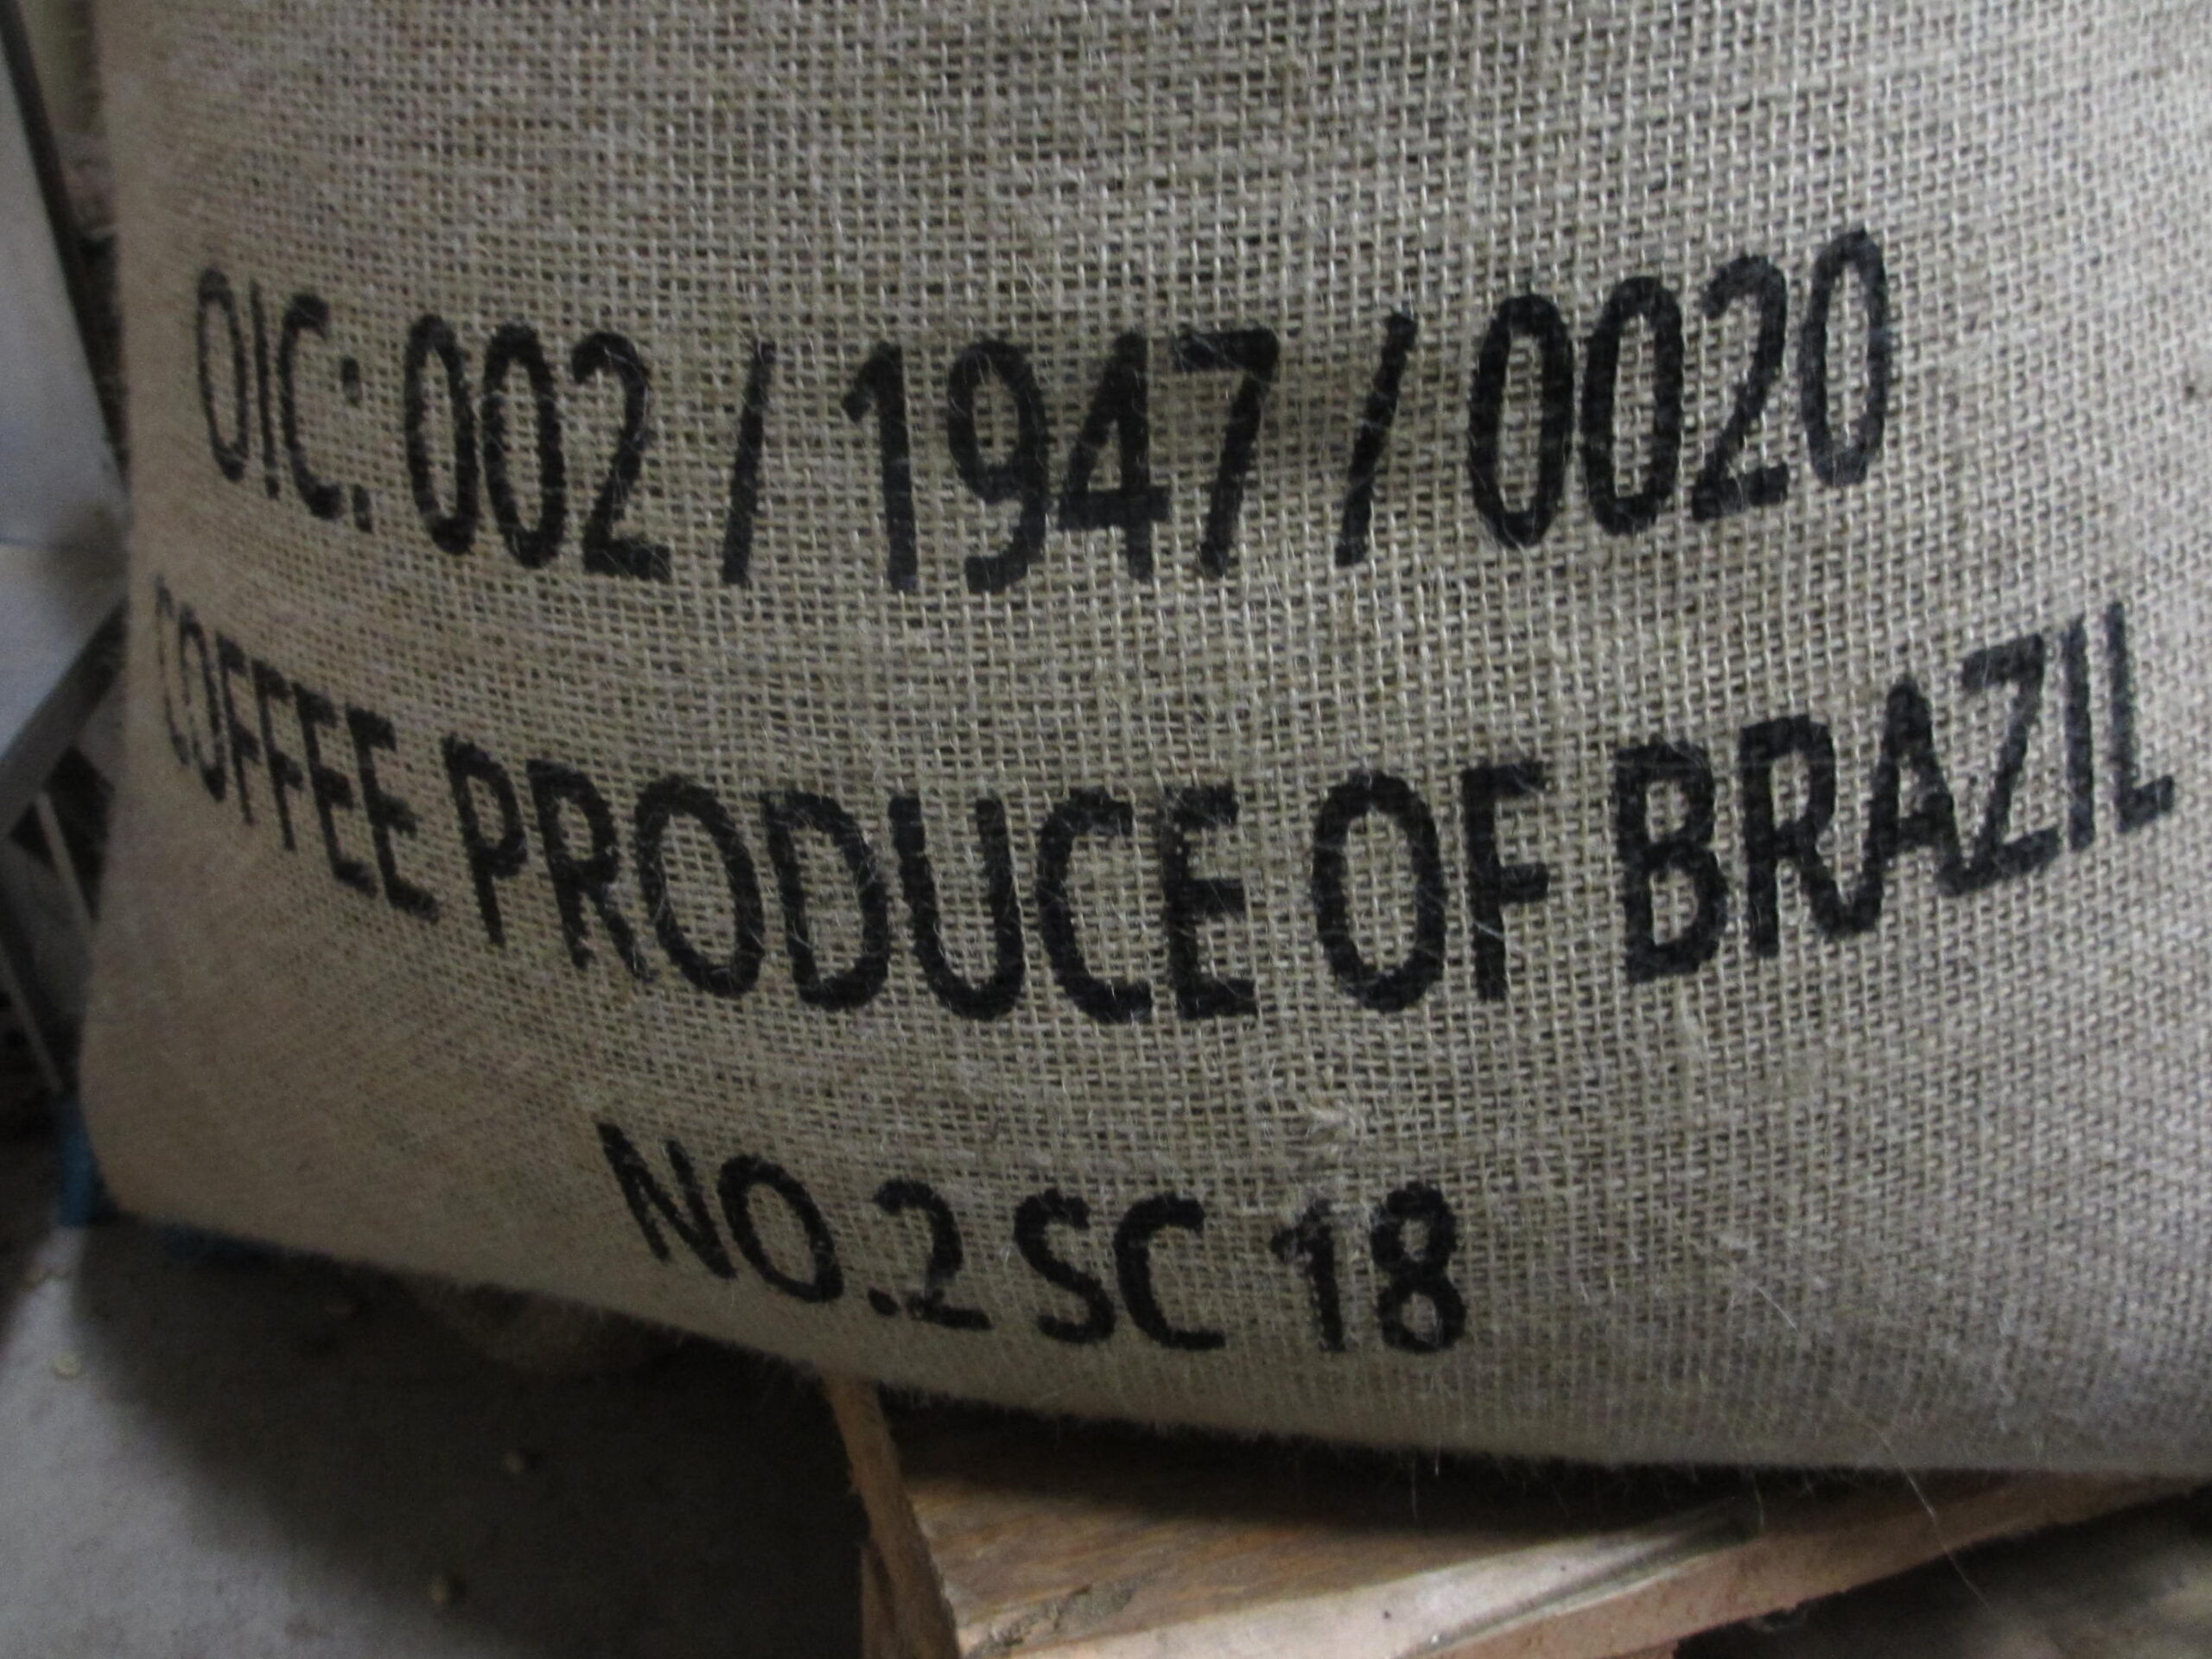 OIC: 002 / 1947 / 0020
COFFEE PRODUCE OF BRAZIL
NO.2 SC 18